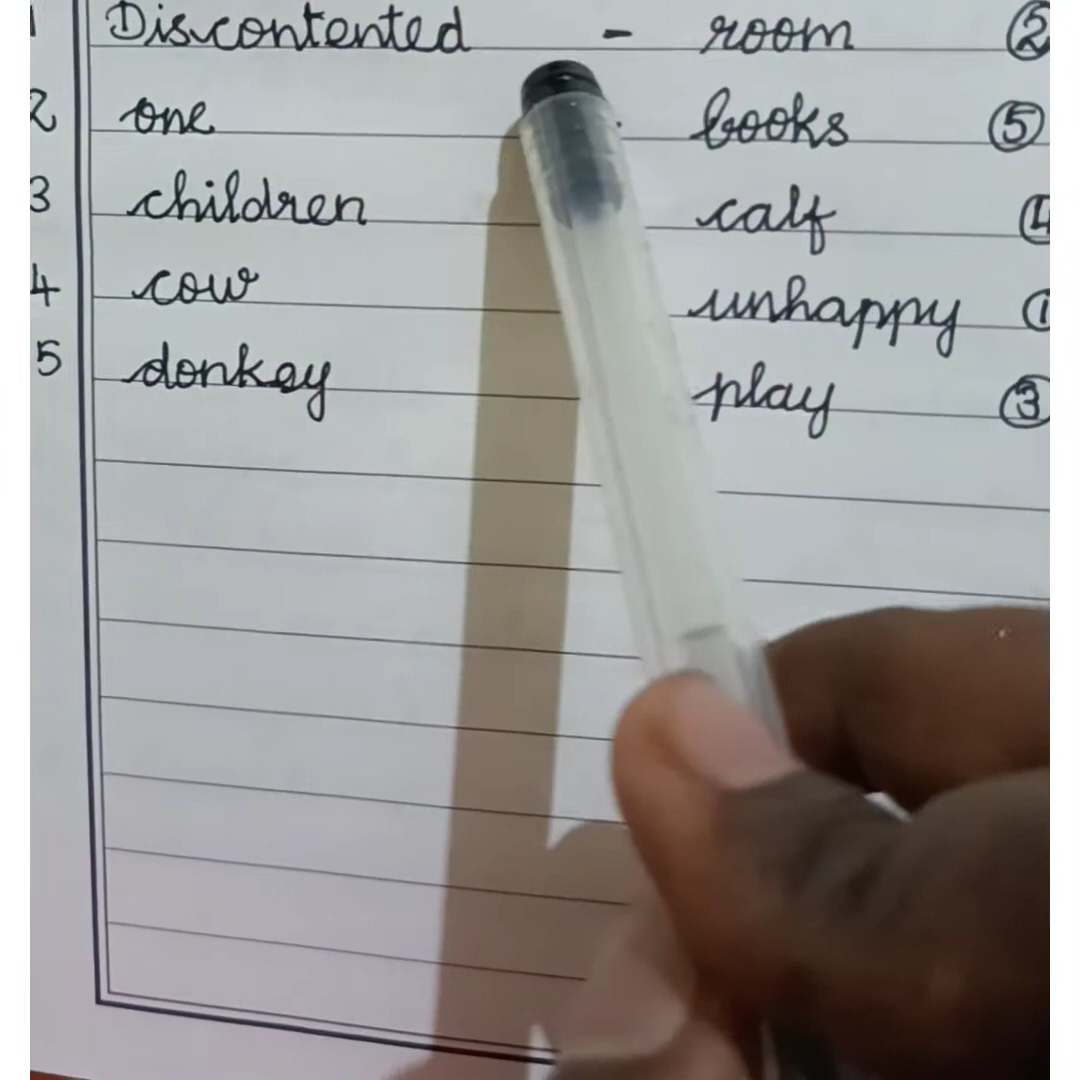 1 Discontented - room ②
2 one books ⑤
3 children calf ④
4 cow unhappy ①
5 donkey play ③